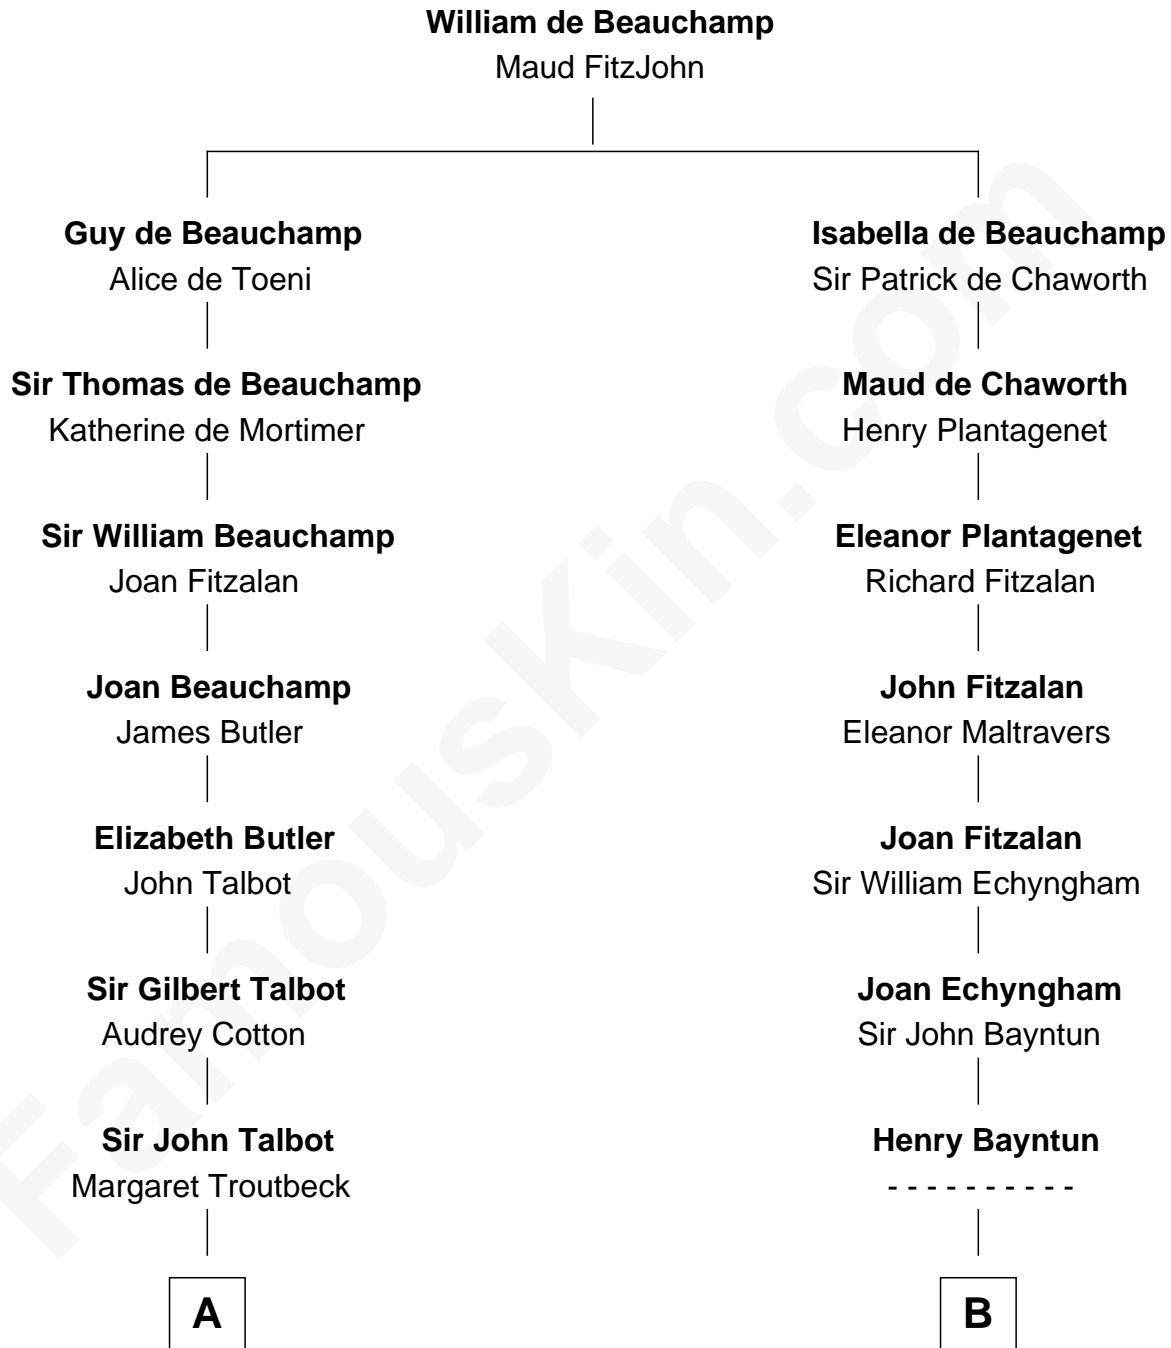 William de Beauchamp
Maud FitzJohn
Guy de Beauchamp
Alice de Toeni
Isabella de Beauchamp
Sir Patrick de Chaworth
Sir Thomas de Beauchamp
Katherine de Mortimer
Maud de Chaworth
Henry Plantagenet
Sir William Beauchamp
Joan Fitzalan
Eleanor Plantagenet
Richard Fitzalan
Joan Beauchamp
James Butler
John Fitzalan
Eleanor Maltravers
Elizabeth Butler
John Talbot
Joan Fitzalan
Sir William Echyngham
Sir Gilbert Talbot
Audrey Cotton
Joan Echyngham
Sir John Bayntun
Sir John Talbot
Margaret Troutbeck
Henry Bayntun
- - - - - - - - - -
A
B
FamousKin.com